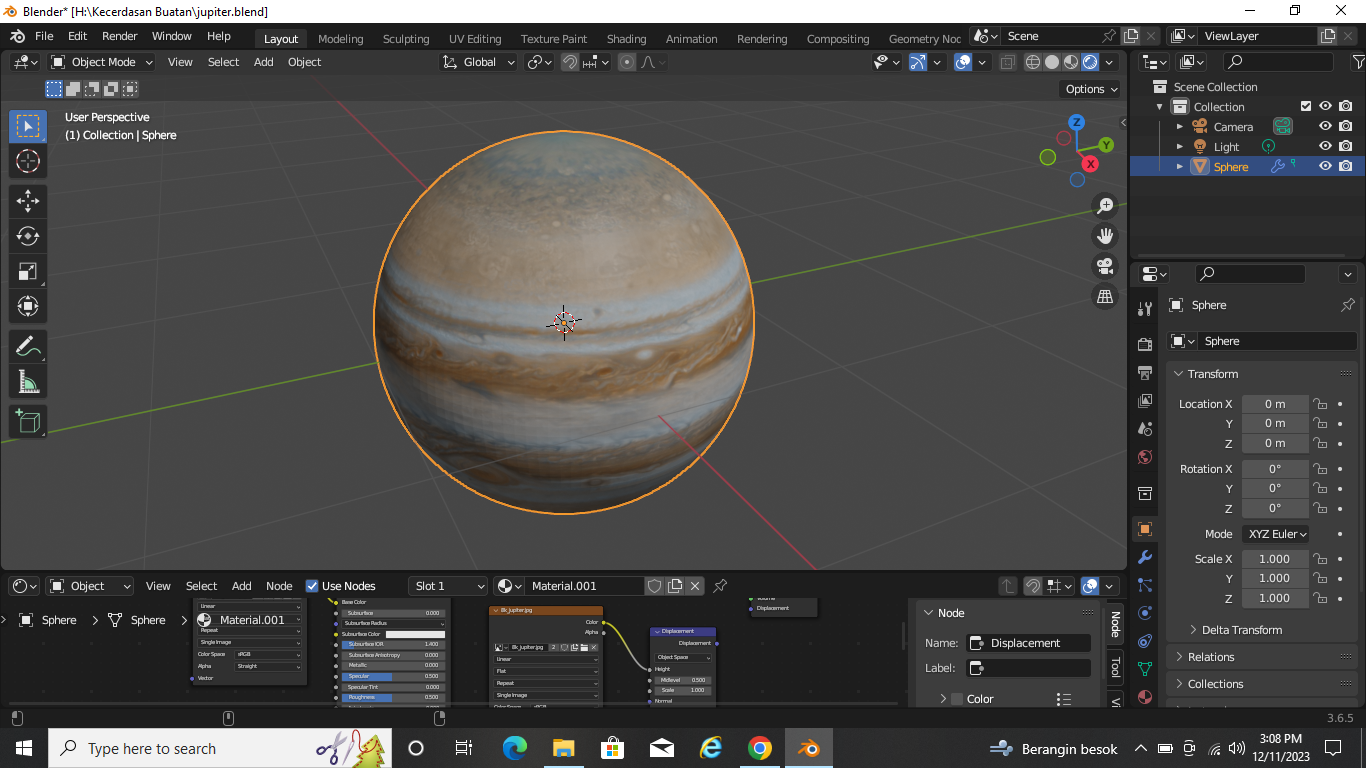 Blender* [H:\Kecerdasan Buatan\jupiter.blend]
File Edit Render Window Help Layout Modeling Sculpting UV Editing Texture Paint Shading Animation Rendering Compositing Geometry Noc Scene ViewLayer
Object Mode View Select Add Object Global
Options
User Perspective
(1) Collection | Sphere
Z
Y
X
Scene Collection
Collection
Camera
Light
Sphere
Sphere
Sphere
Transform
Location X 0 m
Y 0 m
Z 0 m
Rotation X 0°
Y 0°
Z 0°
Mode XYZ Euler
Scale X 1.000
Y 1.000
Z 1.000
Delta Transform
Relations
Collections
Object View Select Add Node Use Nodes Slot 1 Material.001
Sphere Sphere Material.001
Linear
Repeat
Single Image
Color Space sRGB
Alpha Straight
Vector
Base Color
Subsurface 0.000
Subsurface Radius
Subsurface Color
Subsurface IOR 1.400
Subsurface Anisotropy 0.000
Metallic 0.000
Specular 0.500
Specular Tint 0.000
Roughness 0.500
8k_jupiter.jpg
Color
Alpha
8k_jupiter.jpg 2
Linear
Flat
Repeat
Single Image
Color Space sRGB
Displacement
Displacement
Object Space
Height
Midlevel 0.500
Scale 1.000
Normal
Displacement
Node
Name: Displacement
Label:
Color
Node
Tool
3.6.5
Type here to search
Berangin besok
3:08 PM
12/11/2023